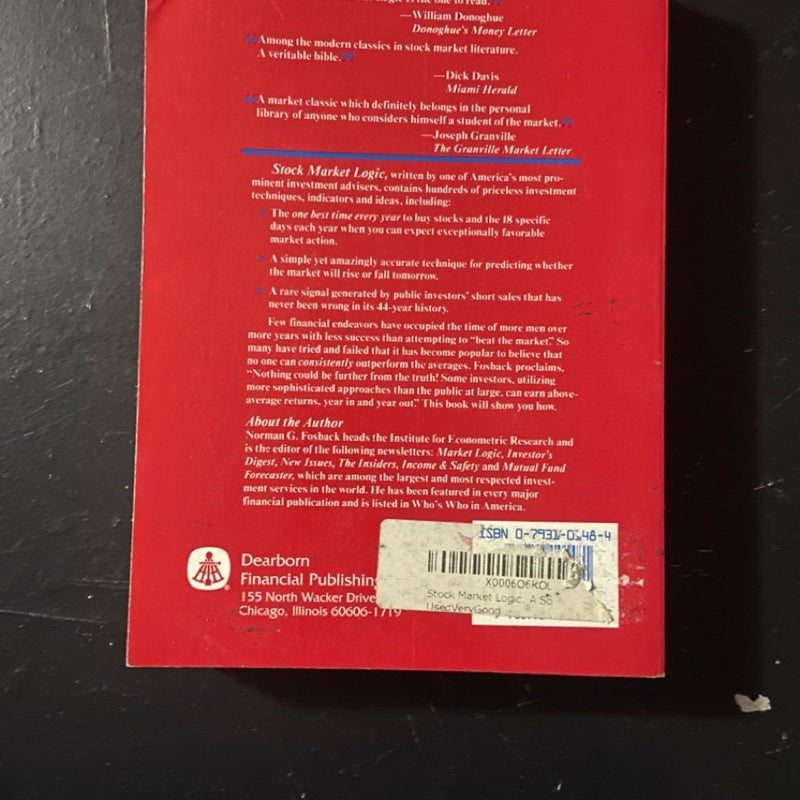 is the one to read.”
—William Donoghue
Donoghue's Money Letter
“Among the modern classics in stock market literature.
A veritable bible.”
—Dick Davis
Miami Herald
“A market classic which definitely belongs in the personal
library of anyone who considers himself a student of the market.”
—Joseph Granville
The Granville Market Letter
Stock Market Logic, written by one of America's most pro-
minent investment advisers, contains hundreds of priceless investment
techniques, indicators and ideas, including:
The one best time every year to buy stocks and the 18 specific
days each year when you can expect exceptionally favorable
market action.
A simple yet amazingly accurate technique for predicting whether
the market will rise or fall tomorrow.
A rare signal generated by public investors' short sales that has
never been wrong in its 44-year history.
Few financial endeavors have occupied the time of more men over
more years with less success than attempting to “beat the market.” So
many have tried and failed that it has become popular to believe that
no one can consistently outperform the averages. Fosback proclaims,
“Nothing could be further from the truth! Some investors, utilizing
more sophisticated approaches than the public at large, can earn above-
average returns, year in and year out.” This book will show you how.
About the Author
Norman G. Fosback heads the Institute for Econometric Research and
is the editor of the following newsletters: Market Logic, Investor's
Digest, New Issues, The Insiders, Income & Safety and Mutual Fund
Forecaster, which are among the largest and most respected invest-
ment services in the world. He has been featured in every major
financial publication and is listed in Who's Who in America.
ISBN 0-7931-0148-4
Dearborn
Financial Publishing
155 North Wacker Drive
Chicago, Illinois 60606-1719
X0006O6KOL
Stock Market Logic, A So
UsedVeryGood